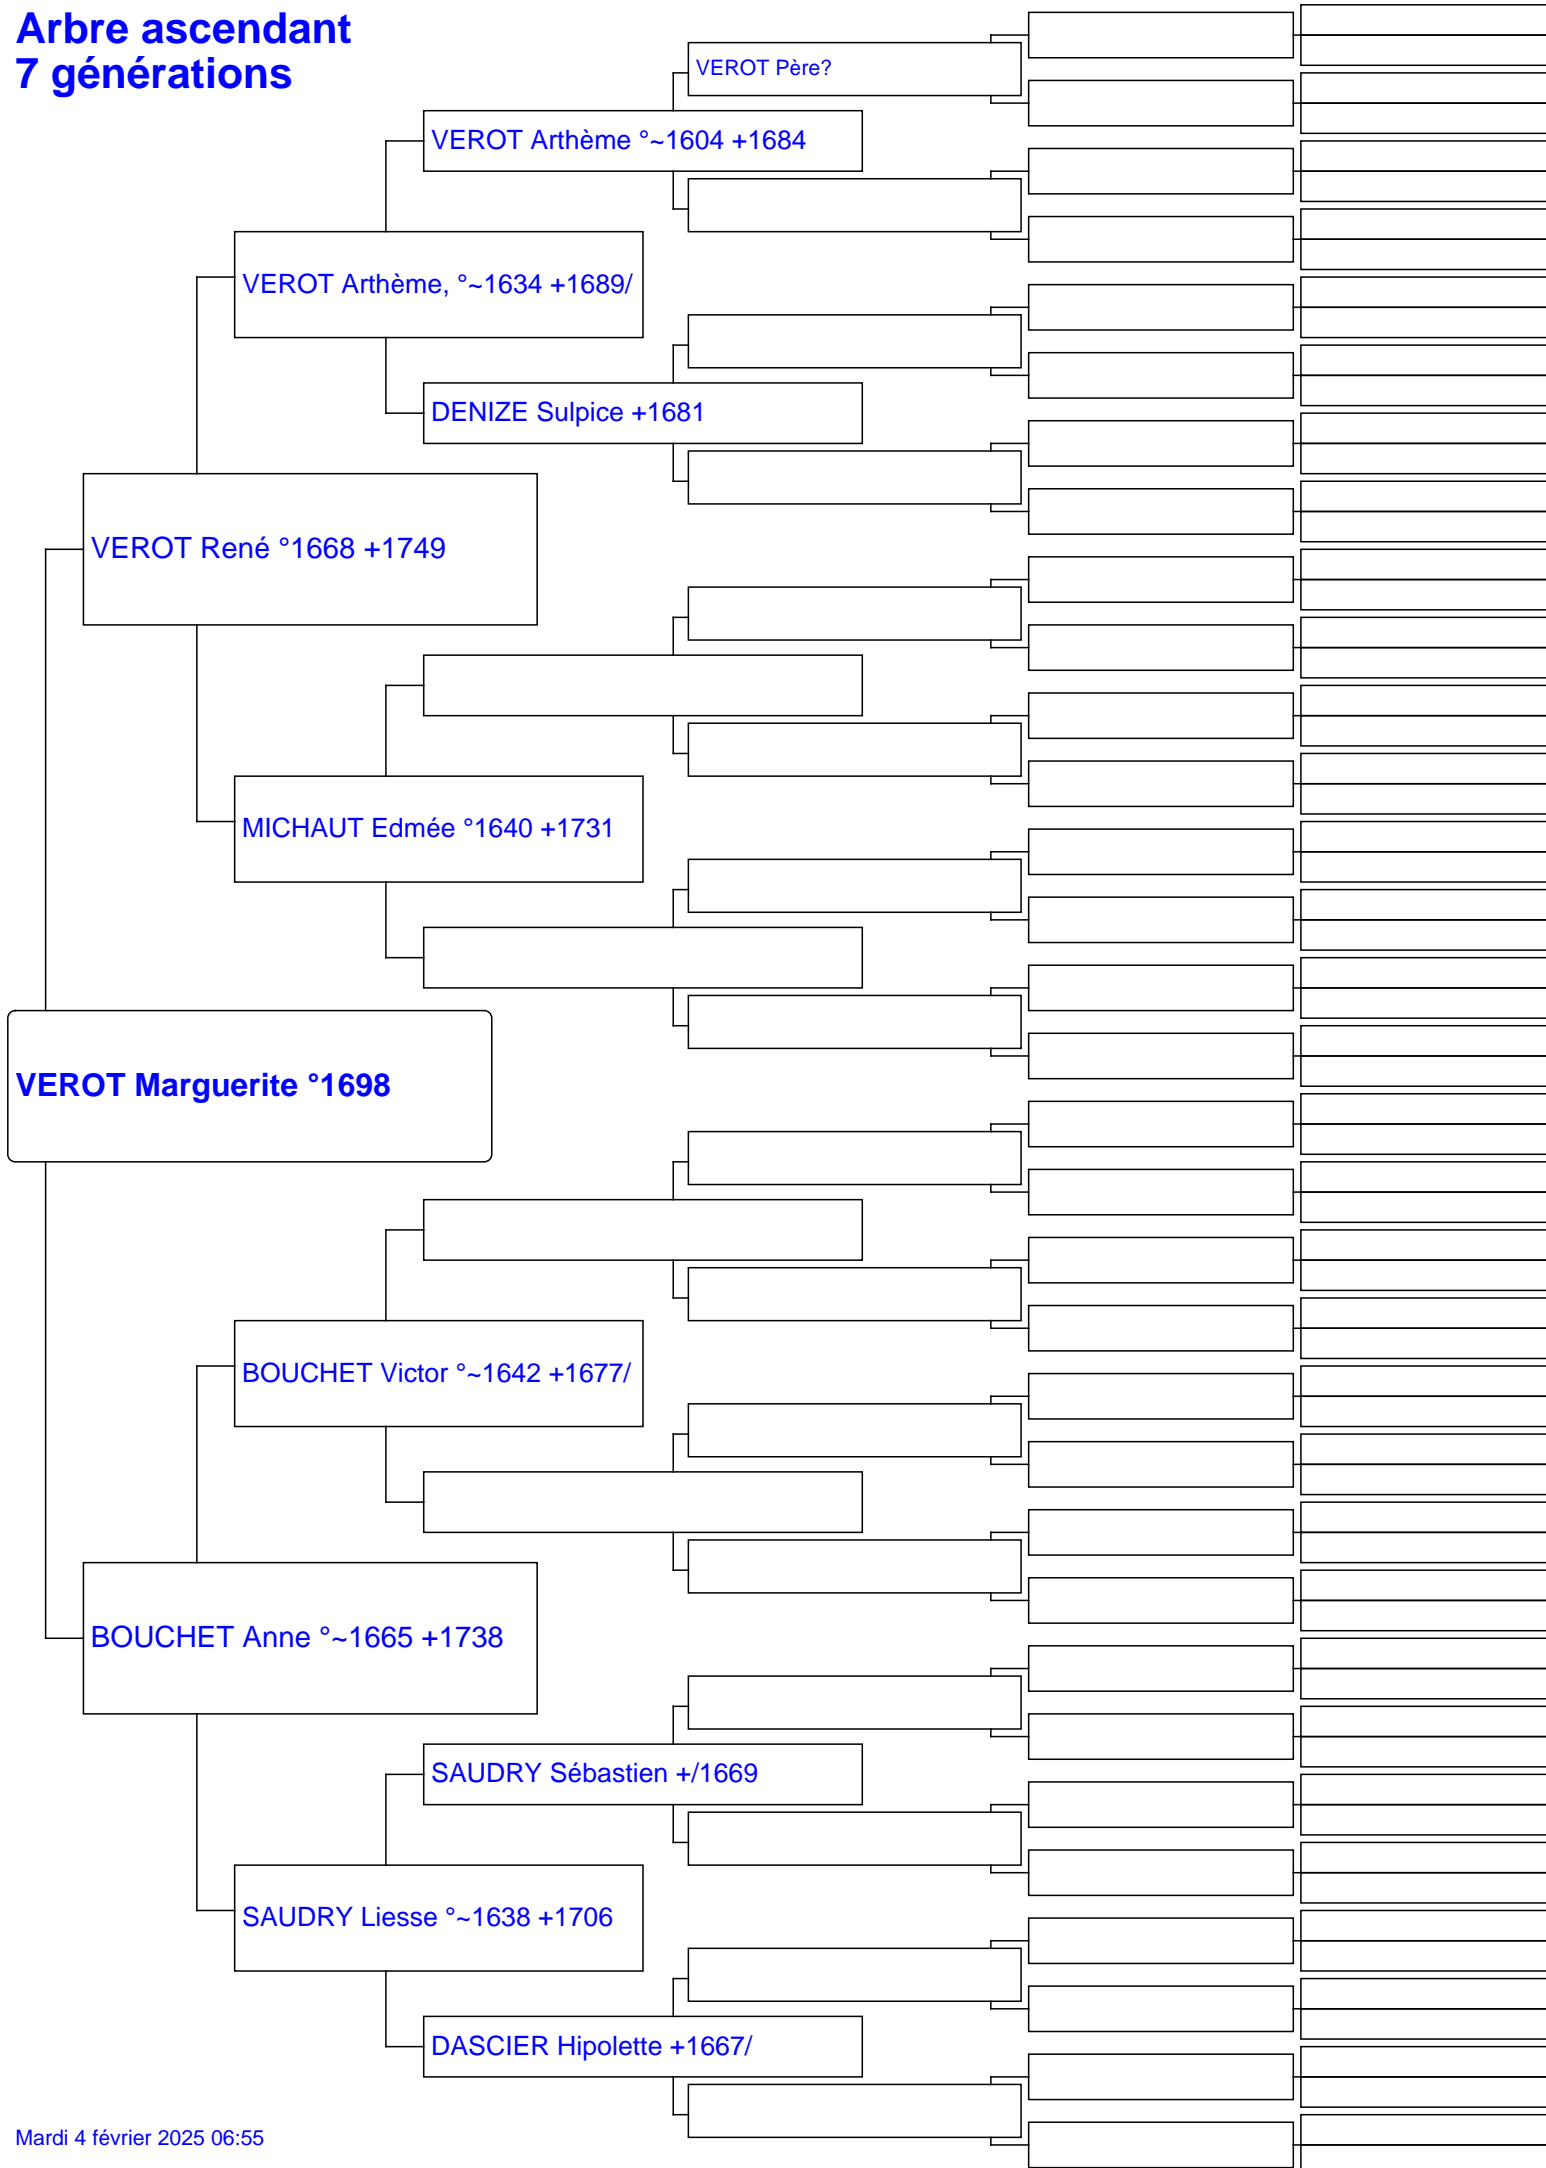 Arbre ascendant
7 générations
VEROT Père?
VEROT Arthème °~1604 +1684
VEROT Arthème, °~1634 +1689/
DENIZE Sulpice +1681
VEROT René °1668 +1749
MICHAUT Edmée °1640 +1731
VEROT Marguerite °1698
BOUCHET Victor °~1642 +1677/
BOUCHET Anne °~1665 +1738
SAUDRY Sébastien +/1669
SAUDRY Liesse °~1638 +1706
DASCIER Hipolette +1667/
Mardi 4 février 2025 06:55